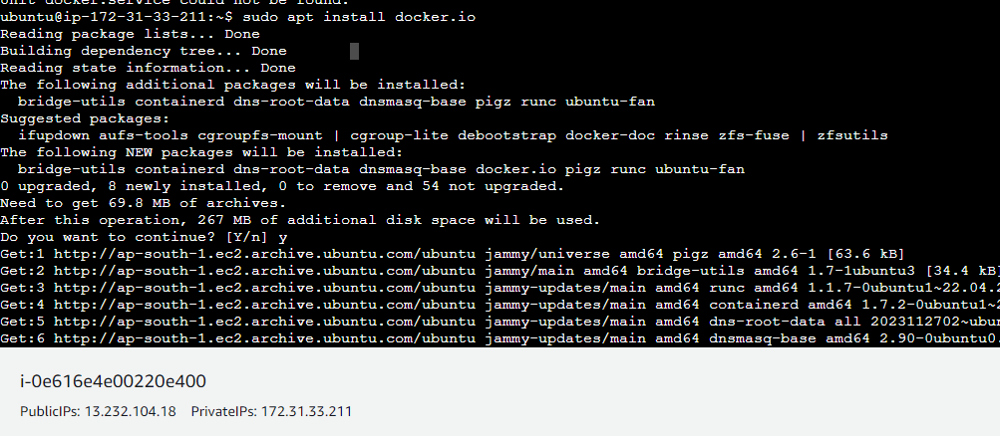 Unit docker.service could not be found.
ubuntu@ip-172-31-33-211:~$ sudo apt install docker.io
Reading package lists... Done
Building dependency tree... Done
Reading state information... Done
The following additional packages will be installed:
  bridge-utils containerd dns-root-data dnsmasq-base pigz runc ubuntu-fan
Suggested packages:
  ifupdown aufs-tools cgroupfs-mount | cgroup-lite debootstrap docker-doc rinse zfs-fuse | zfsutils
The following NEW packages will be installed:
  bridge-utils containerd dns-root-data dnsmasq-base docker.io pigz runc ubuntu-fan
0 upgraded, 8 newly installed, 0 to remove and 54 not upgraded.
Need to get 69.8 MB of archives.
After this operation, 267 MB of additional disk space will be used.
Do you want to continue? [Y/n] y
Get:1 http://ap-south-1.ec2.archive.ubuntu.com/ubuntu jammy/universe amd64 pigz amd64 2.6-1 [63.6 kB]
Get:2 http://ap-south-1.ec2.archive.ubuntu.com/ubuntu jammy/main amd64 bridge-utils amd64 1.7-1ubuntu3 [34.4 kB]
Get:3 http://ap-south-1.ec2.archive.ubuntu.com/ubuntu jammy-updates/main amd64 runc amd64 1.1.7-0ubuntu1~22.04.2
Get:4 http://ap-south-1.ec2.archive.ubuntu.com/ubuntu jammy-updates/main amd64 containerd amd64 1.7.2-0ubuntu1~2
Get:5 http://ap-south-1.ec2.archive.ubuntu.com/ubuntu jammy-updates/main amd64 dns-root-data all 2023112702~ubun
Get:6 http://ap-south-1.ec2.archive.ubuntu.com/ubuntu jammy-updates/main amd64 dnsmasq-base amd64 2.90-0ubuntu0.
i-0e616e4e00220e400
PublicIPs: 13.232.104.18 PrivateIPs: 172.31.33.211